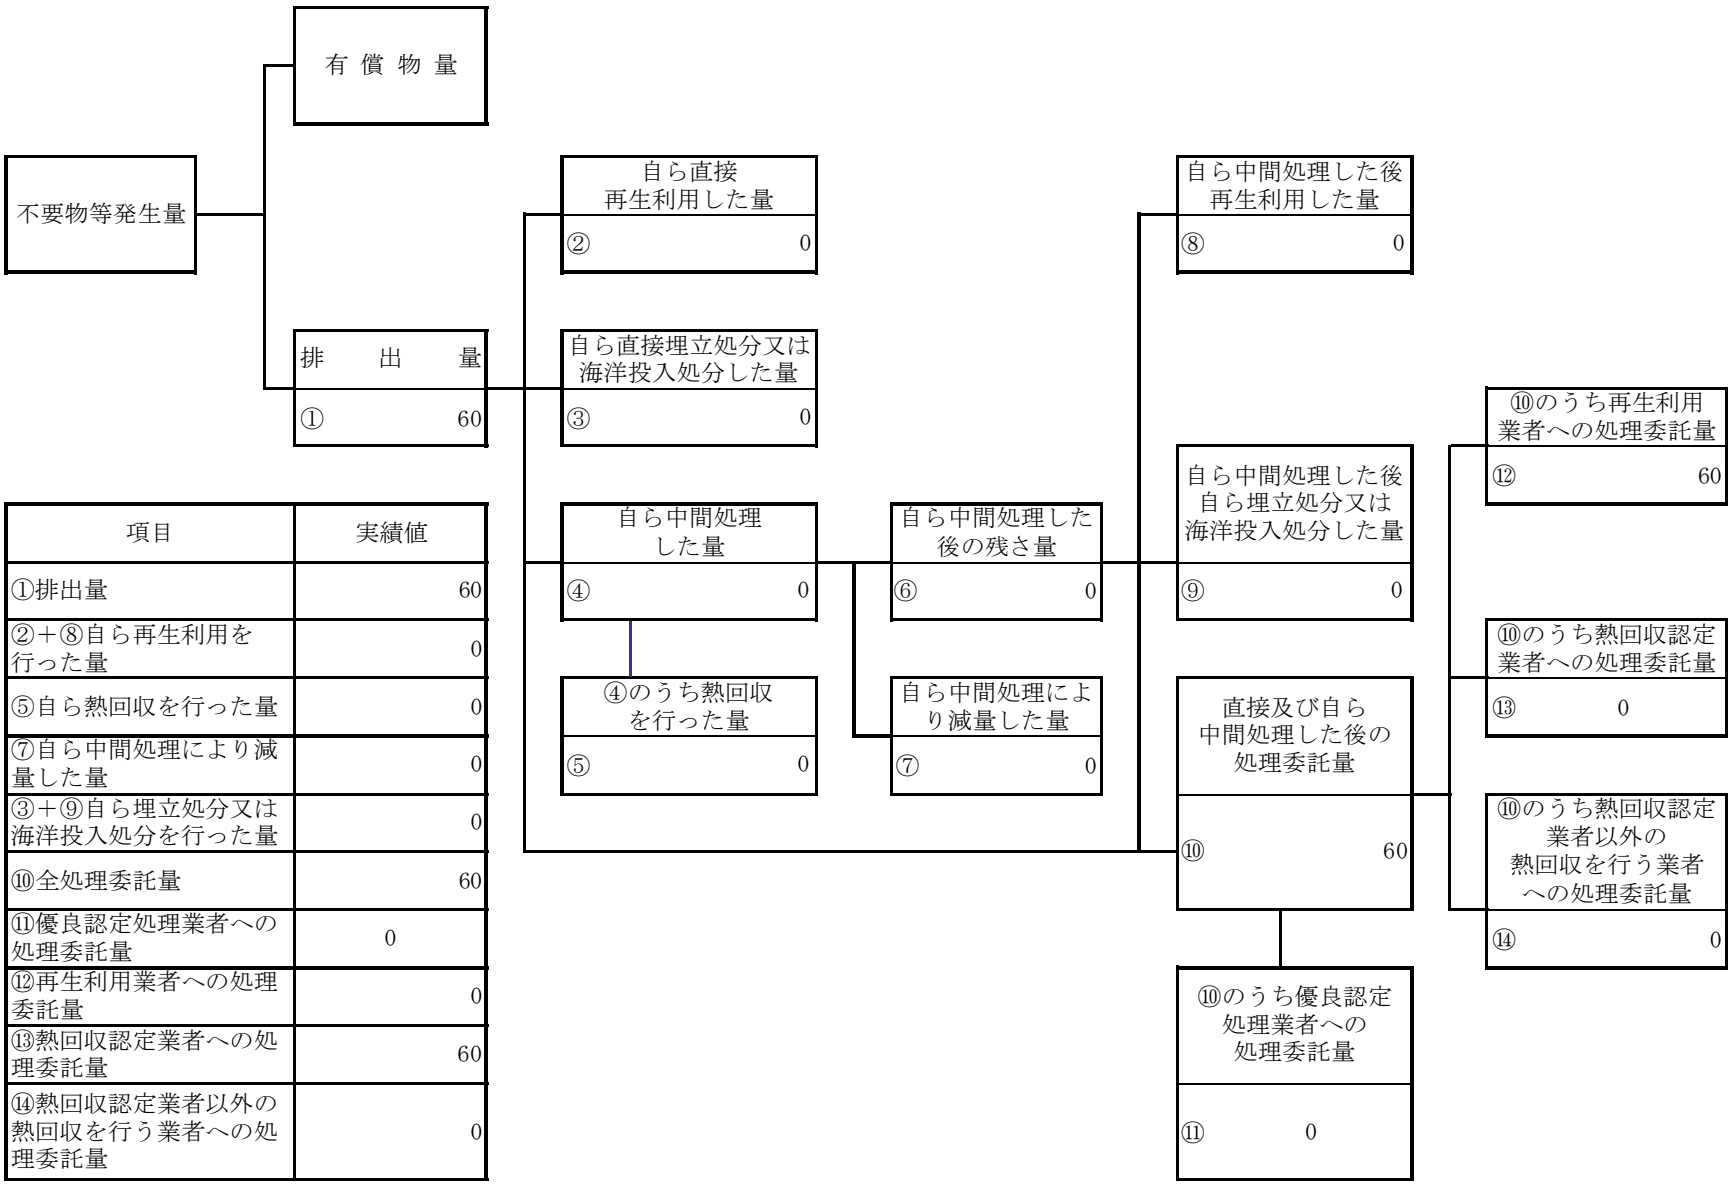 有償物量
不要物等発生量
排出量
① 60
自ら直接
再生利用した量
② 0
自ら直接埋立処分又は
海洋投入処分した量
③ 0
自ら中間処理
した量
④ 0
④のうち熱回収
を行った量
⑤ 0
自ら中間処理した
後の残さ量
⑥ 0
自ら中間処理によ
り減量した量
⑦ 0
自ら中間処理した後
再生利用した量
⑧ 0
自ら中間処理した後
自ら埋立処分又は
海洋投入処分した量
⑨ 0
直接及び自ら
中間処理した後の
処理委託量
⑩ 60
⑩のうち優良認定
処理業者への
処理委託量
⑪ 0
⑩のうち再生利用
業者への処理委託量
⑫ 60
⑩のうち熱回収認定
業者への処理委託量
⑬ 0
⑩のうち熱回収認定
業者以外の
熱回収を行う業者
への処理委託量
⑭ 0
項目 実績値
①排出量 60
②＋⑧自ら再生利用を
行った量 0
⑤自ら熱回収を行った量 0
⑦自ら中間処理により減
量した量 0
③＋⑨自ら埋立処分又は
海洋投入処分を行った量 0
⑩全処理委託量 60
⑪優良認定処理業者への
処理委託量 0
⑫再生利用業者への処理
委託量 0
⑬熱回収認定業者への処
理委託量 60
⑭熱回収認定業者以外の
熱回収を行う業者への処
理委託量 0